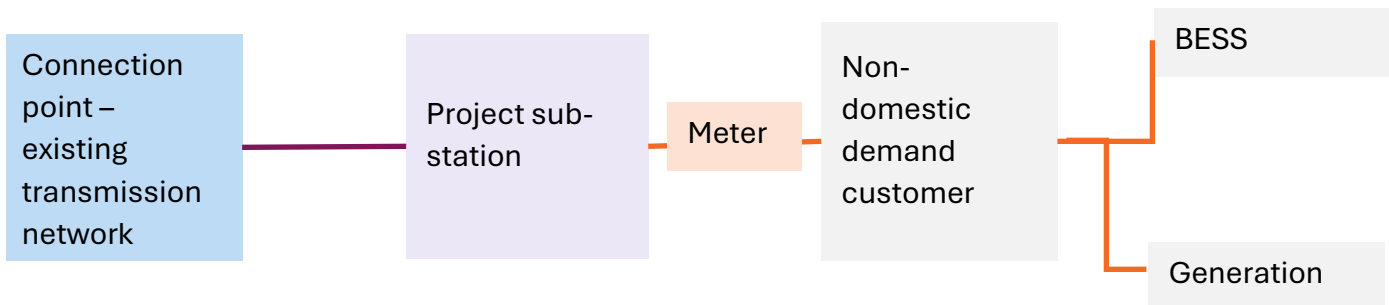 Connection
point –
existing
transmission
network
Project sub-
station
Meter
Non-
domestic
demand
customer
BESS
Generation